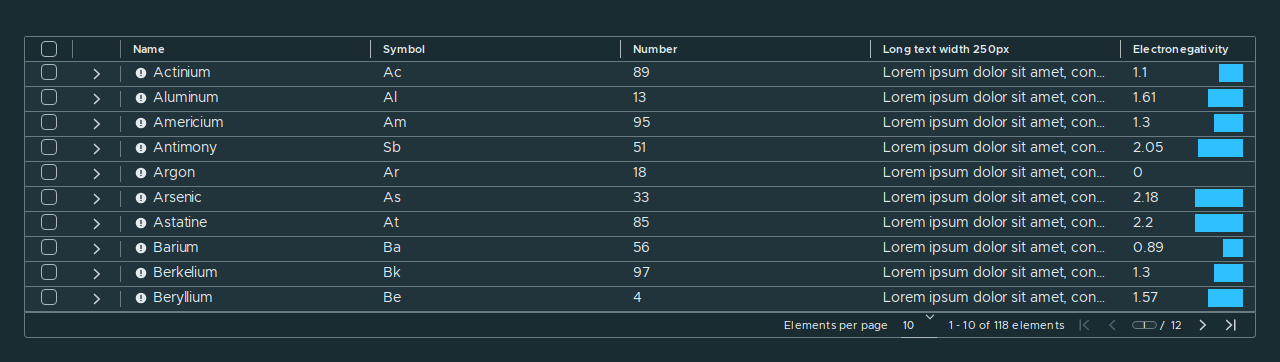 Name Symbol Number Long text width 250px Electronegativity
Actinium Ac 89 Lorem ipsum dolor sit amet, con... 1.1
Aluminum Al 13 Lorem ipsum dolor sit amet, con... 1.61
Americium Am 95 Lorem ipsum dolor sit amet, con... 1.3
Antimony Sb 51 Lorem ipsum dolor sit amet, con... 2.05
Argon Ar 18 Lorem ipsum dolor sit amet, con... 0
Arsenic As 33 Lorem ipsum dolor sit amet, con... 2.18
Astatine At 85 Lorem ipsum dolor sit amet, con... 2.2
Barium Ba 56 Lorem ipsum dolor sit amet, con... 0.89
Berkelium Bk 97 Lorem ipsum dolor sit amet, con... 1.3
Beryllium Be 4 Lorem ipsum dolor sit amet, con... 1.57
Elements per page 10 1 - 10 of 118 elements / 12